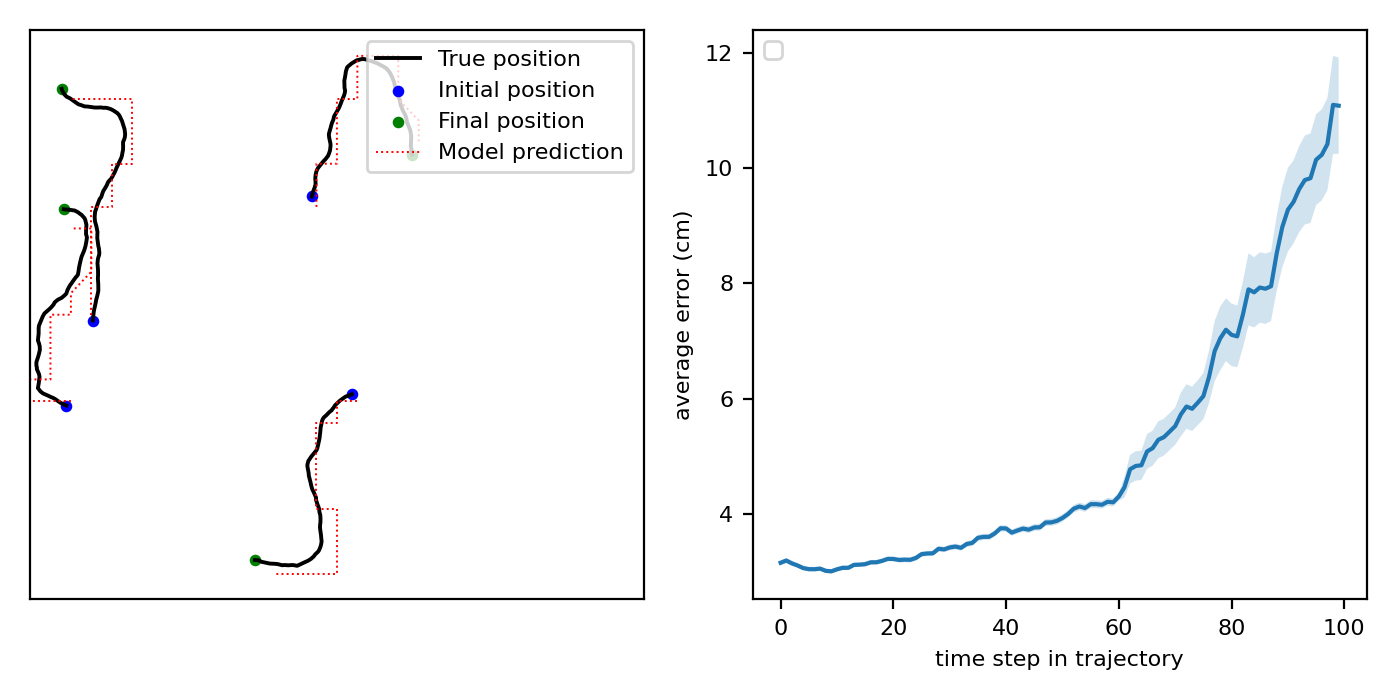 True position
Initial position
Final position
Model prediction
12
10
8
6
4
average error (cm)
0 20 40 60 80 100
time step in trajectory